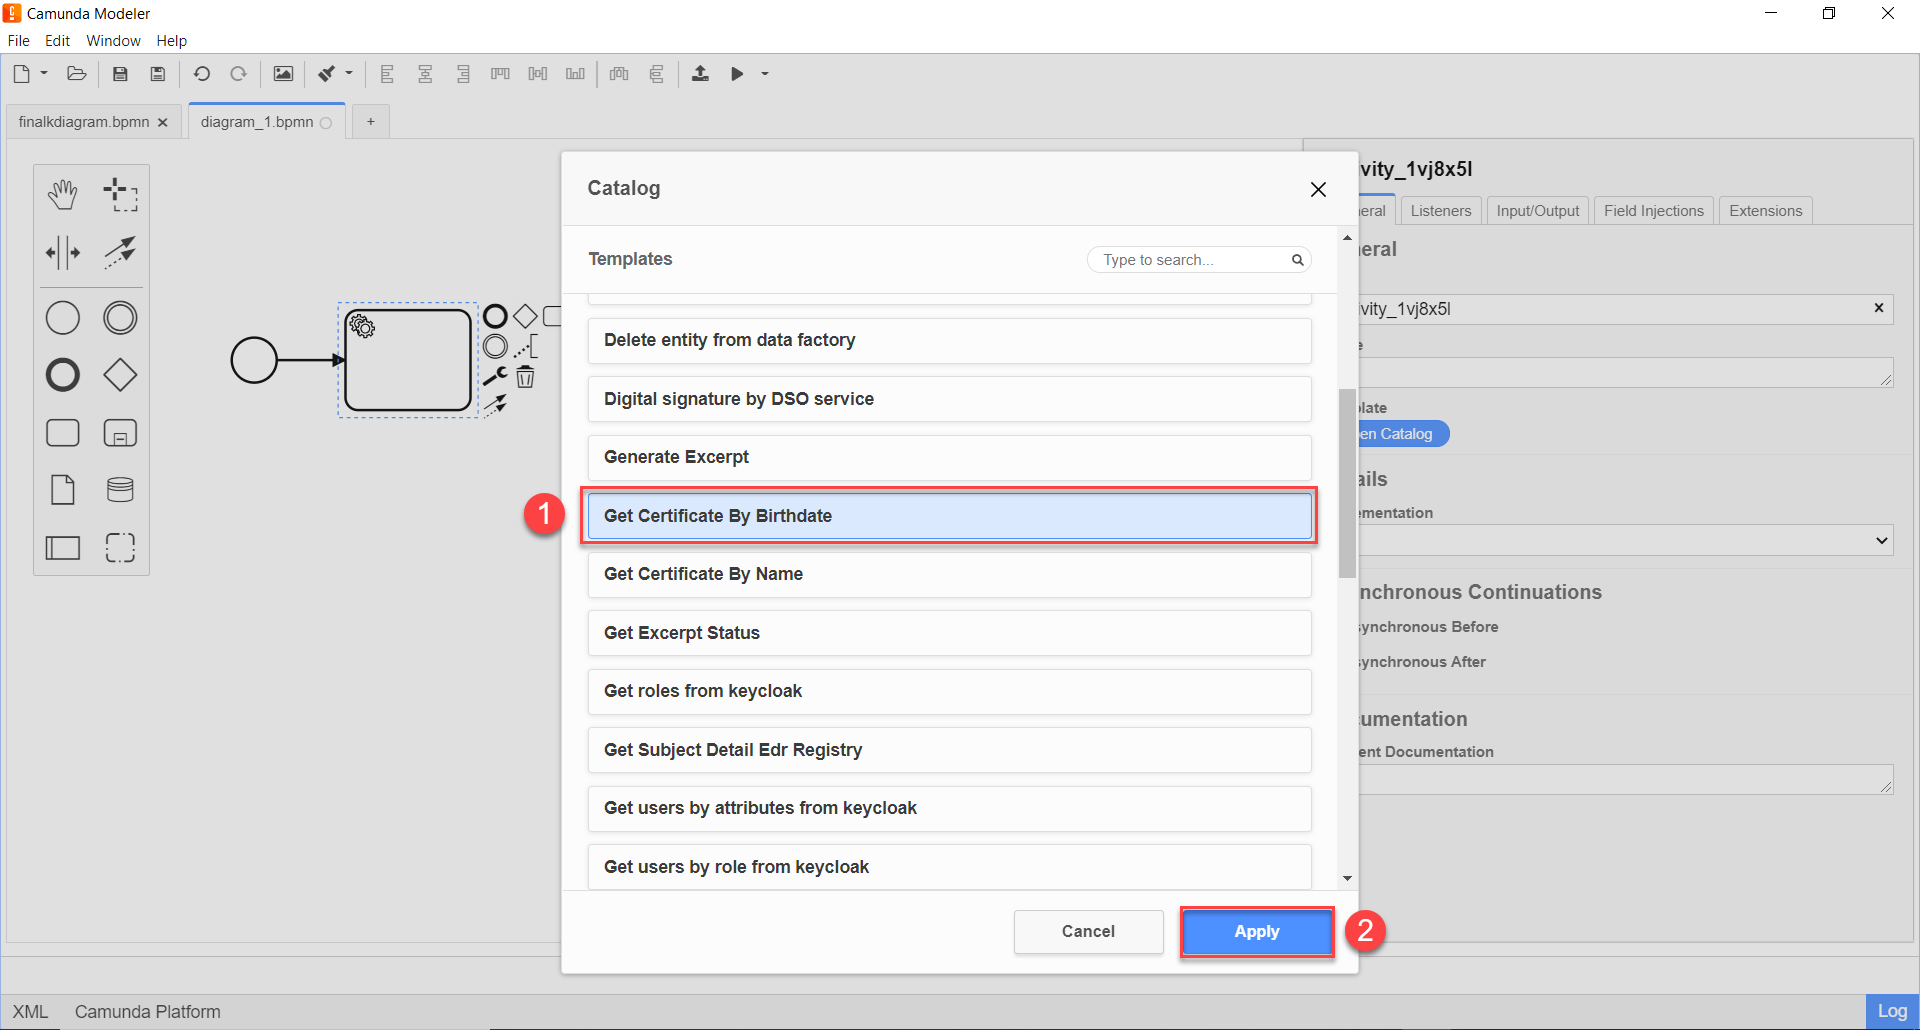 Camunda Modeler
File Edit Window Help
finalkdiagram.bpmn
diagram_1.bpmn
+
Catalog
Templates
Type to search...
Delete entity from data factory
Digital signature by DSO service
Generate Excerpt
1
Get Certificate By Birthdate
Get Certificate By Name
Get Excerpt Status
Get roles from keycloak
Get Subject Detail Edr Registry
Get users by attributes from keycloak
Get users by role from keycloak
Cancel
Apply
2
vity_1vj8x5l
eral Listeners Input/Output Field Injections Extensions
eral
vity_1vj8x5l
e
late
en Catalog
ails
ementation
nchronous Continuations
synchronous Before
synchronous After
umentation
ent Documentation
XML Camunda Platform
Log